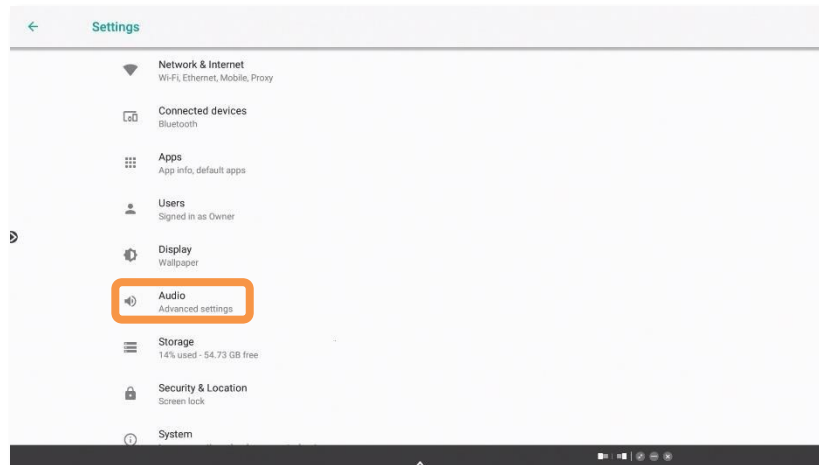 Settings
Network & Internet
Wi-Fi, Ethernet, Mobile, Proxy
Connected devices
Bluetooth
Apps
App info, default apps
Users
Signed in as Owner
Display
Wallpaper
Audio
Advanced settings
Storage
14% used - 54.73 GB free
Security & Location
Screen lock
System